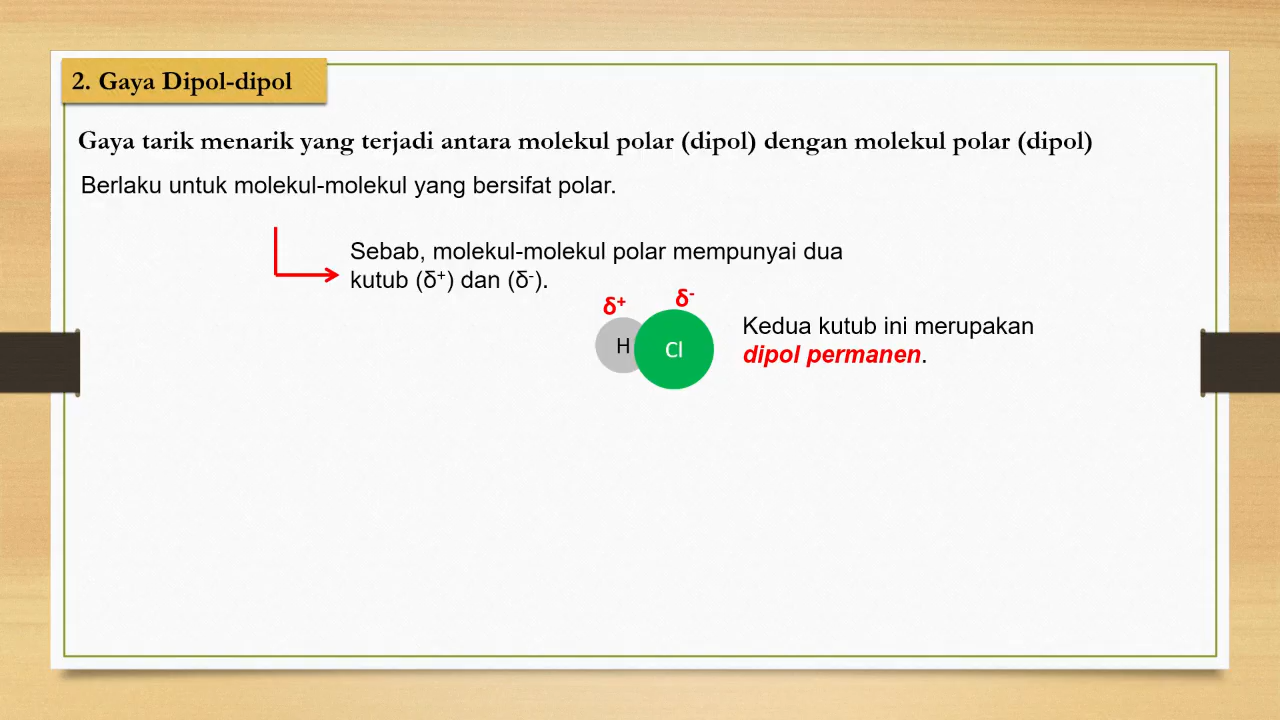 2. Gaya Dipol-dipol
Gaya tarik menarik yang terjadi antara molekul polar (dipol) dengan molekul polar (dipol)
Berlaku untuk molekul-molekul yang bersifat polar.
Sebab, molekul-molekul polar mempunyai dua
kutub (δ⁺) dan (δ⁻).
δ⁺ δ⁻
H Cl
Kedua kutub ini merupakan
dipol permanen.